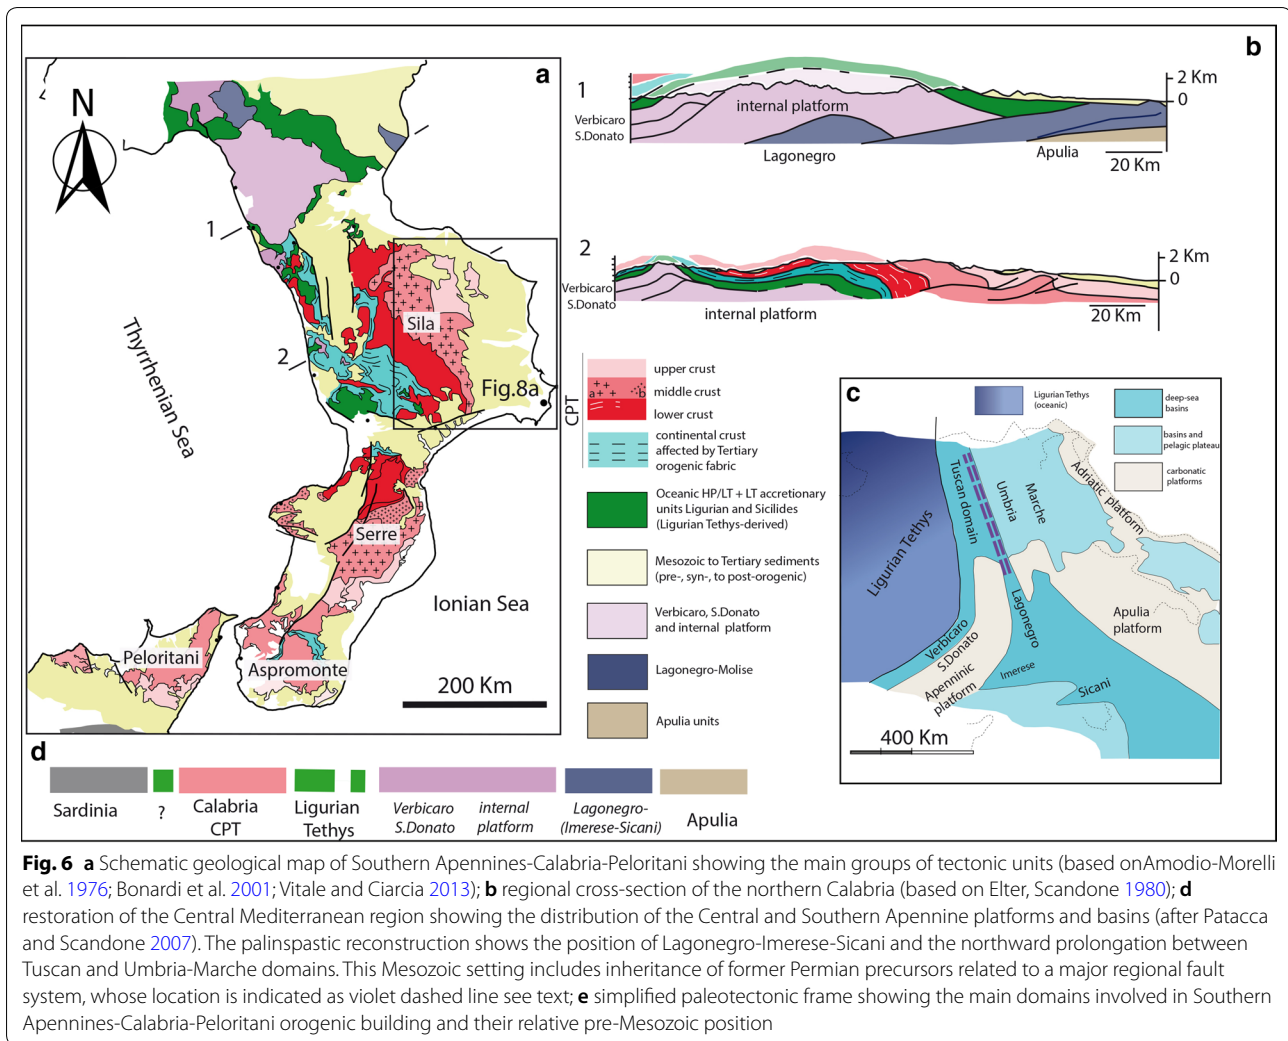 a
N
1
2
Thyrrhenian Sea
Sila
Fig.8a
Serre
Ionian Sea
Peloritani
Aspromonte
200 Km
b
1
2 Km
0
internal platform
Verbicaro
S.Donato
Lagonegro
Apulia
20 Km
2
2 Km
0
Verbicaro
S.Donato
internal platform
20 Km
CPT
upper crust
a
b
middle crust
lower crust
continental crust
affected by Tertiary
orogenic fabric
Oceanic HP/LT + LT accretionary
units Ligurian and Sicilides
(Ligurian Tethys-derived)
Mesozoic to Tertiary sediments
(pre-, syn-, to post-orogenic)
Verbicaro, S.Donato
and internal platform
Lagonegro-Molise
Apulia units
c
Ligurian Tethys
(oceanic)
deep-sea
basins
basins and
pelagic plateau
carbonatic
platforms
Ligurian Tethys
Tuscan domain
Umbria
Marche
Adriatic platform
Lagonegro
Apulia
platform
Verbicaro
S.Donato
Apenninic
platform
Imerese
Sicani
400 Km
d
Sardinia
?
Calabria
CPT
Ligurian
Tethys
Verbicaro
S.Donato
internal
platform
Lagonegro-
(Imerese-Sicani)
Apulia
Fig. 6 a Schematic geological map of Southern Apennines-Calabria-Peloritani showing the main groups of tectonic units (based onAmodio-Morelli
et al. 1976; Bonardi et al. 2001; Vitale and Ciarcia 2013); b regional cross-section of the northern Calabria (based on Elter, Scandone 1980); d
restoration of the Central Mediterranean region showing the distribution of the Central and Southern Apennine platforms and basins (after Patacca
and Scandone 2007). The palinspastic reconstruction shows the position of Lagonegro-Imerese-Sicani and the northward prolongation between
Tuscan and Umbria-Marche domains. This Mesozoic setting includes inheritance of former Permian precursors related to a major regional fault
system, whose location is indicated as violet dashed line see text; e simplified paleotectonic frame showing the main domains involved in Southern
Apennines-Calabria-Peloritani orogenic building and their relative pre-Mesozoic position